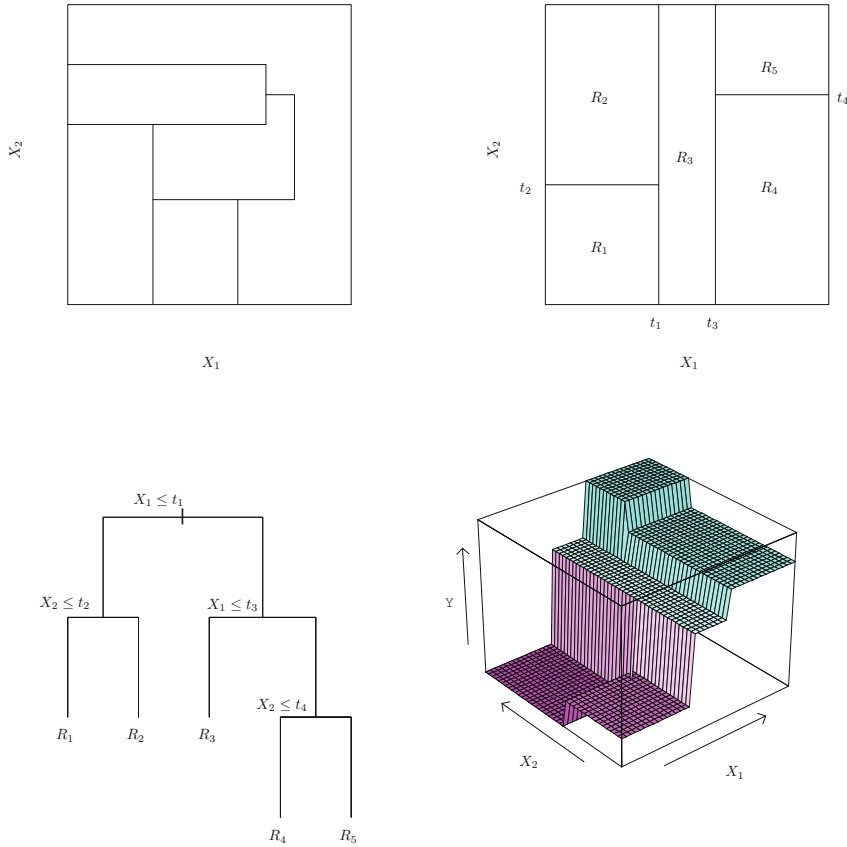 X₂
X₁
R₅
t₄
R₂
X₂
R₃
t₂
R₄
R₁
t₁
t₃
X₁
X₁ ≤ t₁
X₂ ≤ t₂
X₁ ≤ t₃
X₂ ≤ t₄
R₁
R₂
R₃
R₄
R₅
Y
X₂
X₁